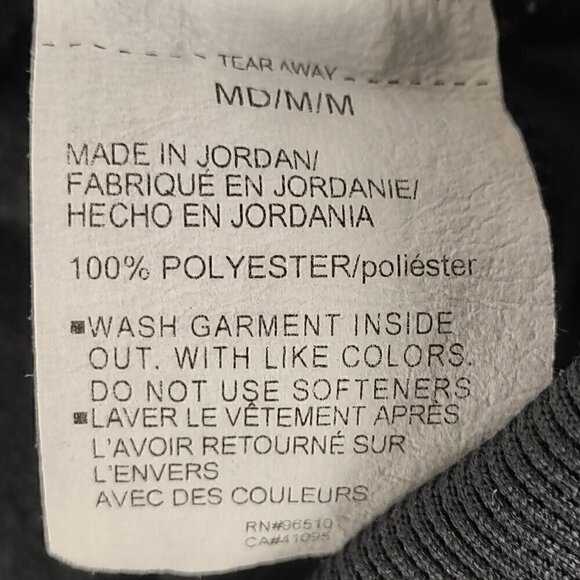 TEAR AWAY
MD/M/M
MADE IN JORDAN/
FABRIQUÉ EN JORDANIE/
HECHO EN JORDANIA
100% POLYESTER/poliéster
▪WASH GARMENT INSIDE
OUT. WITH LIKE COLORS.
DO NOT USE SOFTENERS
▪LAVER LE VÊTEMENT APRÈS
L'AVOIR RETOURNÉ SUR
L'ENVERS
AVEC DES COULEURS
RN#96510
CA#41095